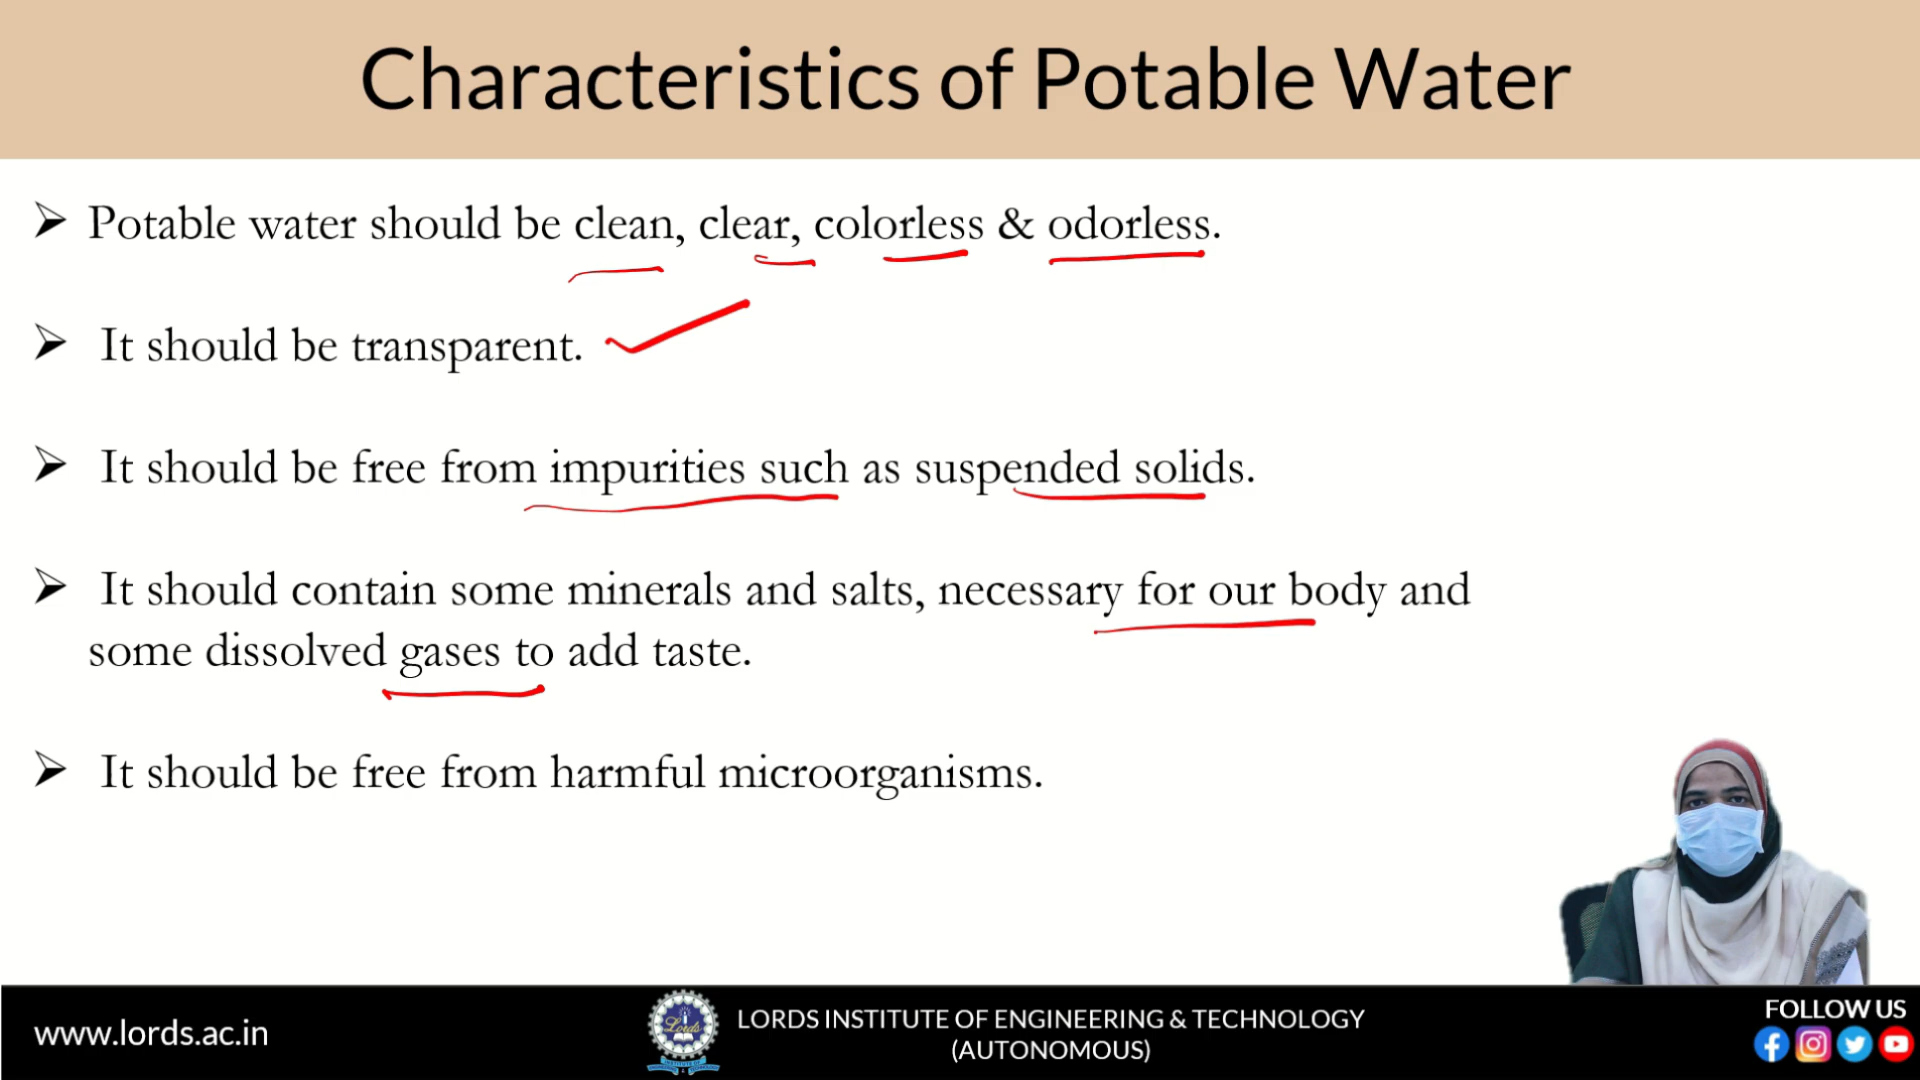 Characteristics of Potable Water
➢ Potable water should be clean, clear, colorless & odorless.
➢ It should be transparent.
➢ It should be free from impurities such as suspended solids.
➢ It should contain some minerals and salts, necessary for our body and
some dissolved gases to add taste.
➢ It should be free from harmful microorganisms.
www.lords.ac.in
Lords
LORDS INSTITUTE OF ENGINEERING & TECHNOLOGY
(AUTONOMOUS)
FOLLOW US